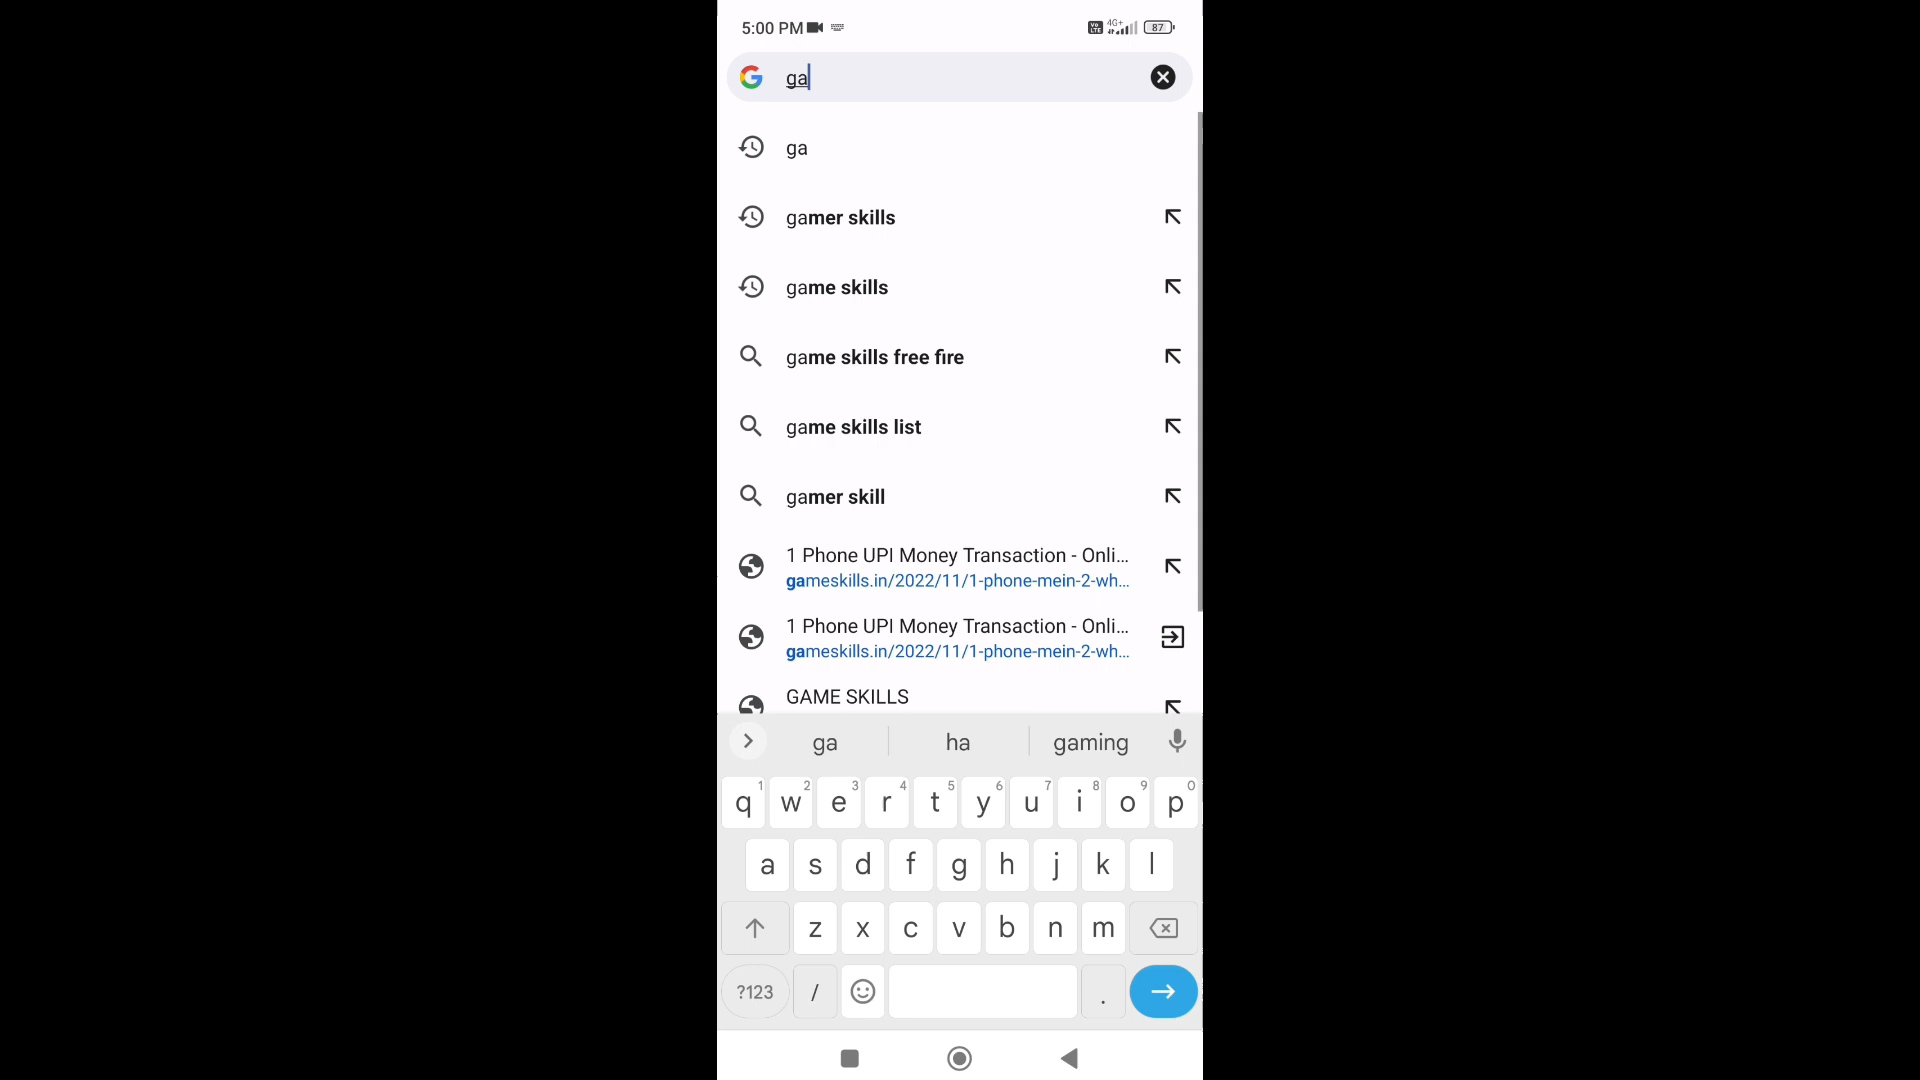 5:00 PM
Vo LTE 4G+ 87
ga
ga
gamer skills
game skills
game skills free fire
game skills list
gamer skill
1 Phone UPI Money Transaction - Onli...
gameskills.in/2022/11/1-phone-mein-2-wh...
1 Phone UPI Money Transaction - Onli...
gameskills.in/2022/11/1-phone-mein-2-wh...
GAME SKILLS
ga ha gaming
1 2 3 4 5 6 7 8 9 0
q w e r t y u i o p
a s d f g h j k l
z x c v b n m
?123 / .